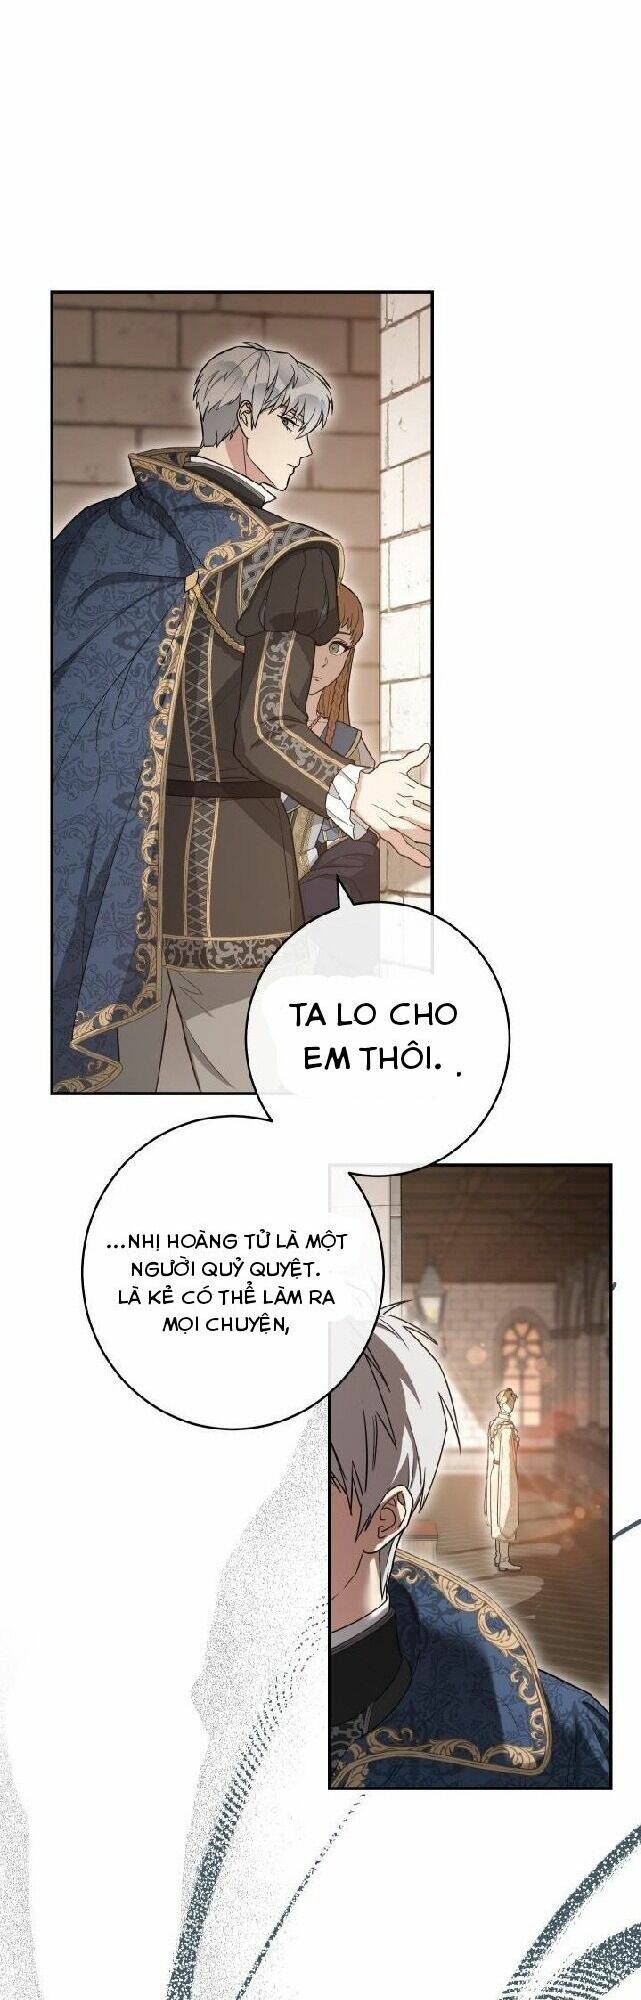 TA LO CHO
EM THÔI.
...NHỊ HOÀNG TỬ LÀ MỘT
NGƯỜI QUỶ QUYỆT.
LÀ KẺ CÓ THỂ LÀM RA
MỌI CHUYỆN,